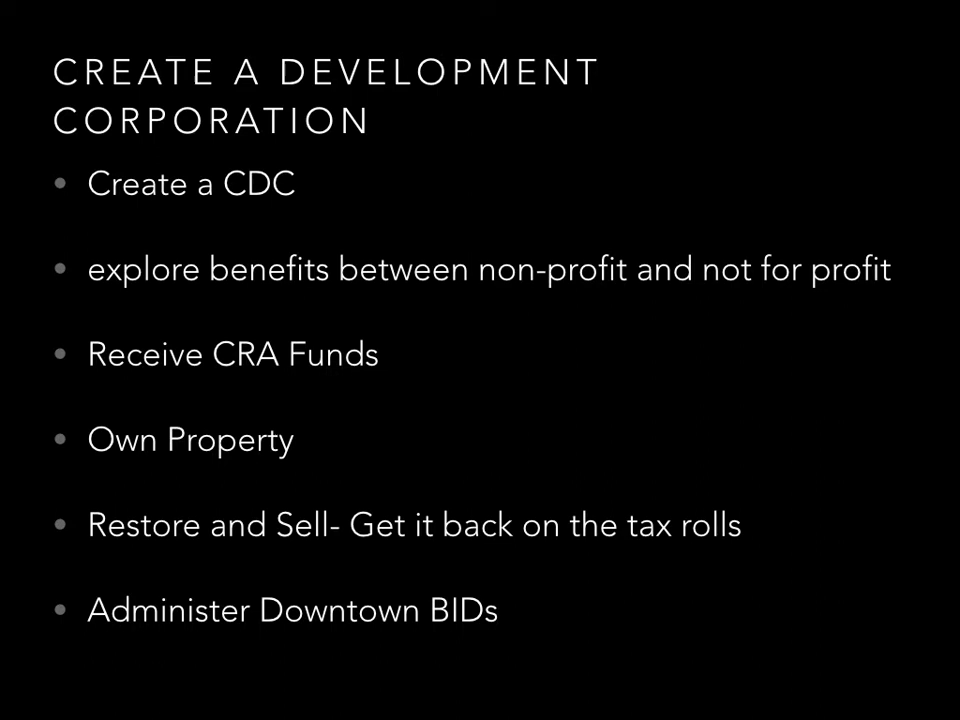 CREATE A DEVELOPMENT
CORPORATION
• Create a CDC
• explore benefits between non-profit and not for profit
• Receive CRA Funds
• Own Property
• Restore and Sell- Get it back on the tax rolls
• Administer Downtown BIDs